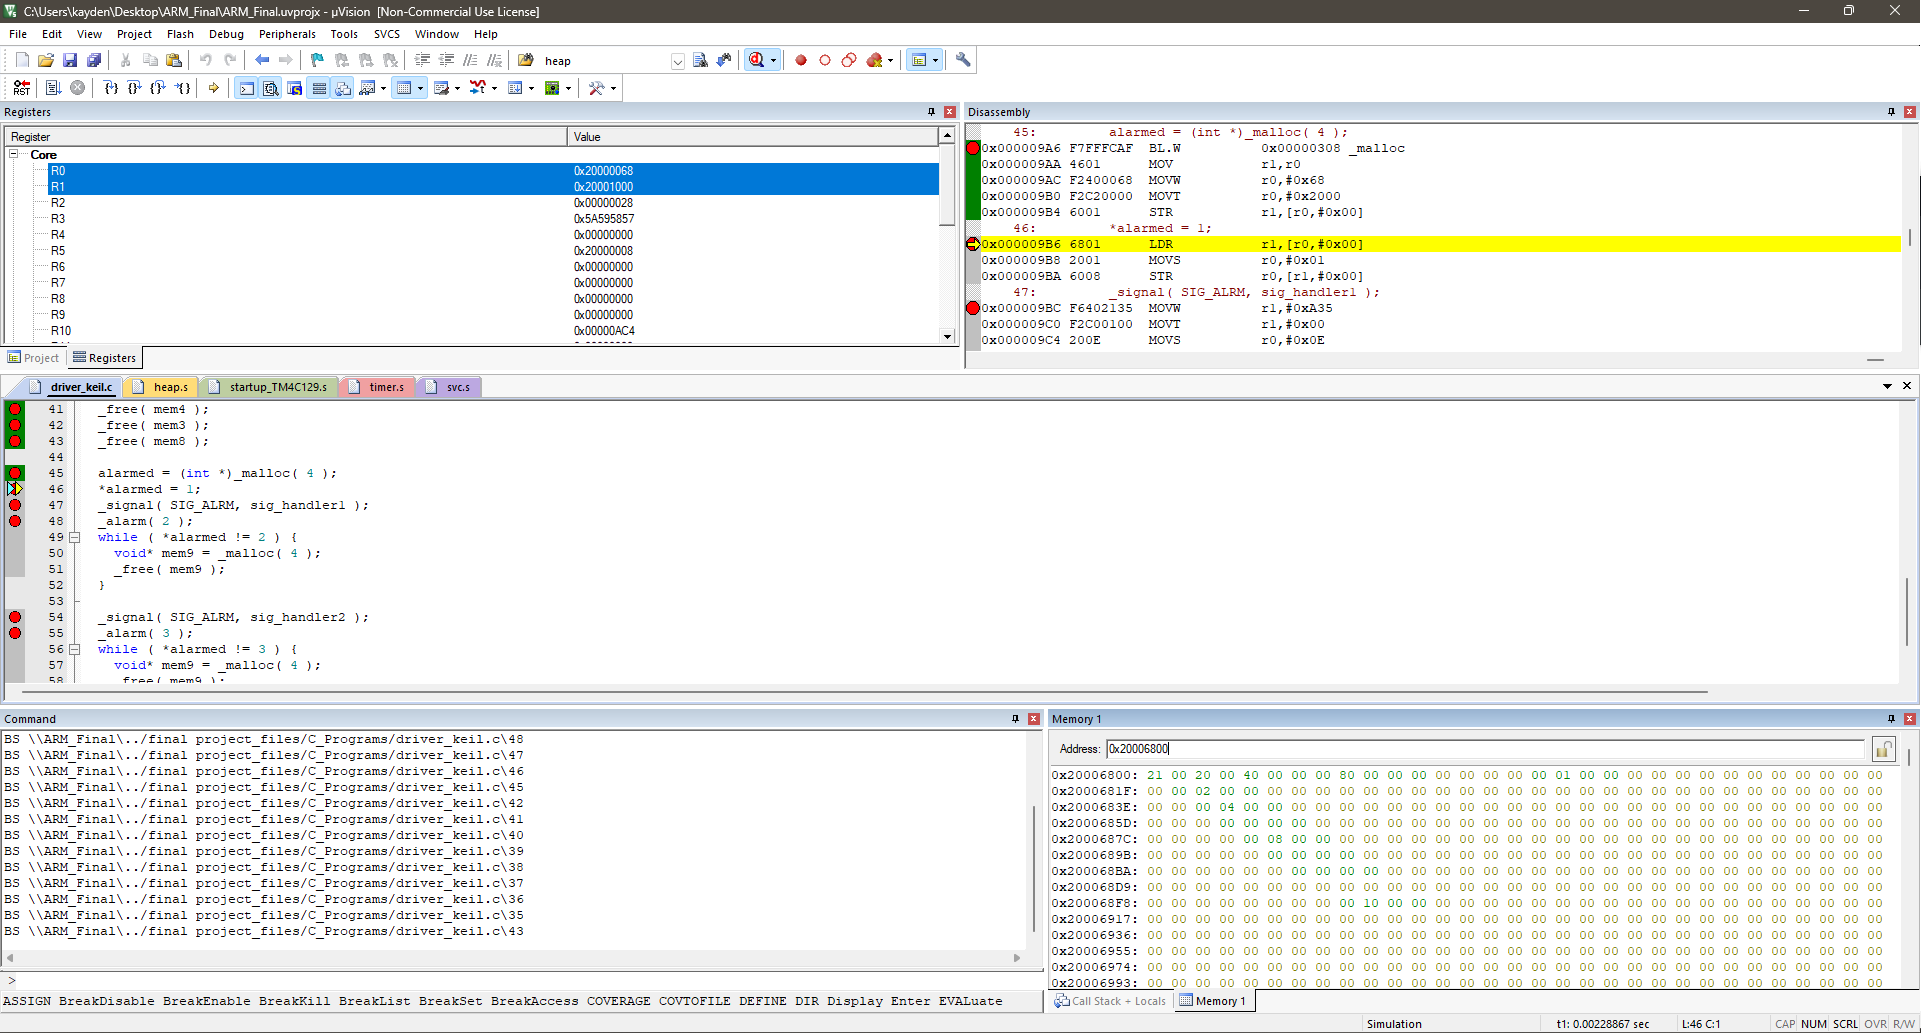 C:\Users\kayden\Desktop\ARM_Final\ARM_Final.uvprojx - µVision  [Non-Commercial Use License]
File Edit View Project Flash Debug Peripherals Tools SVCS Window Help
heap
RST
Registers
Register Value
Core
R0 0x20000068
R1 0x20001000
R2 0x00000028
R3 0x5A595857
R4 0x00000000
R5 0x20000008
R6 0x00000000
R7 0x00000000
R8 0x00000000
R9 0x00000000
R10 0x00000AC4
Project Registers
Disassembly
45: alarmed = (int *)_malloc( 4 );
0x000009A6 F7FFFCAF BL.W 0x00000308 _malloc
0x000009AA 4601 MOV r1,r0
0x000009AC F2400068 MOVW r0,#0x68
0x000009B0 F2C20000 MOVT r0,#0x2000
0x000009B4 6001 STR r1,[r0,#0x00]
46: *alarmed = 1;
0x000009B6 6801 LDR r1,[r0,#0x00]
0x000009B8 2001 MOVS r0,#0x01
0x000009BA 6008 STR r0,[r1,#0x00]
47: _signal( SIG_ALRM, sig_handler1 );
0x000009BC F6402135 MOVW r1,#0xA35
0x000009C0 F2C00100 MOVT r1,#0x00
0x000009C4 200E MOVS r0,#0x0E
driver_keil.c heap.s startup_TM4C129.s timer.s svc.s
41 _free( mem4 );
42 _free( mem3 );
43 _free( mem8 );
44
45 alarmed = (int *)_malloc( 4 );
46 *alarmed = 1;
47 _signal( SIG_ALRM, sig_handler1 );
48 _alarm( 2 );
49 while ( *alarmed != 2 ) {
50 void* mem9 = _malloc( 4 );
51 _free( mem9 );
52 }
53
54 _signal( SIG_ALRM, sig_handler2 );
55 _alarm( 3 );
56 while ( *alarmed != 3 ) {
57 void* mem9 = _malloc( 4 );
58 free( mem9 );
Command
BS \\ARM_Final\../final project_files/C_Programs/driver_keil.c\48
BS \\ARM_Final\../final project_files/C_Programs/driver_keil.c\47
BS \\ARM_Final\../final project_files/C_Programs/driver_keil.c\46
BS \\ARM_Final\../final project_files/C_Programs/driver_keil.c\45
BS \\ARM_Final\../final project_files/C_Programs/driver_keil.c\42
BS \\ARM_Final\../final project_files/C_Programs/driver_keil.c\41
BS \\ARM_Final\../final project_files/C_Programs/driver_keil.c\40
BS \\ARM_Final\../final project_files/C_Programs/driver_keil.c\39
BS \\ARM_Final\../final project_files/C_Programs/driver_keil.c\38
BS \\ARM_Final\../final project_files/C_Programs/driver_keil.c\37
BS \\ARM_Final\../final project_files/C_Programs/driver_keil.c\36
BS \\ARM_Final\../final project_files/C_Programs/driver_keil.c\35
BS \\ARM_Final\../final project_files/C_Programs/driver_keil.c\43
>
ASSIGN BreakDisable BreakEnable BreakKill BreakList BreakSet BreakAccess COVERAGE COVTOFILE DEFINE DIR Display Enter EVALuate
Memory 1
Address: 0x20006800
0x20006800: 21 00 20 00 40 00 00 00 80 00 00 00 00 00 00 00 00 01 00 00 00 00 00 00 00 00 00 00 00 00 00
0x2000681F: 00 00 02 00 00 00 00 00 00 00 00 00 00 00 00 00 00 00 00 00 00 00 00 00 00 00 00 00 00 00 00
0x2000683E: 00 00 00 04 00 00 00 00 00 00 00 00 00 00 00 00 00 00 00 00 00 00 00 00 00 00 00 00 00 00 00
0x2000685D: 00 00 00 00 00 00 00 00 00 00 00 00 00 00 00 00 00 00 00 00 00 00 00 00 00 00 00 00 00 00 00
0x2000687C: 00 00 00 00 00 08 00 00 00 00 00 00 00 00 00 00 00 00 00 00 00 00 00 00 00 00 00 00 00 00 00
0x2000689B: 00 00 00 00 00 00 00 00 00 00 00 00 00 00 00 00 00 00 00 00 00 00 00 00 00 00 00 00 00 00 00
0x200068BA: 00 00 00 00 00 00 00 00 00 00 00 00 00 00 00 00 00 00 00 00 00 00 00 00 00 00 00 00 00 00 00
0x200068D9: 00 00 00 00 00 00 00 00 00 00 00 00 00 00 00 00 00 00 00 00 00 00 00 00 00 00 00 00 00 00 00
0x200068F8: 00 00 00 00 00 00 00 00 00 10 00 00 00 00 00 00 00 00 00 00 00 00 00 00 00 00 00 00 00 00 00
0x20006917: 00 00 00 00 00 00 00 00 00 00 00 00 00 00 00 00 00 00 00 00 00 00 00 00 00 00 00 00 00 00 00
0x20006936: 00 00 00 00 00 00 00 00 00 00 00 00 00 00 00 00 00 00 00 00 00 00 00 00 00 00 00 00 00 00 00
0x20006955: 00 00 00 00 00 00 00 00 00 00 00 00 00 00 00 00 00 00 00 00 00 00 00 00 00 00 00 00 00 00 00
0x20006974: 00 00 00 00 00 00 00 00 00 00 00 00 00 00 00 00 00 00 00 00 00 00 00 00 00 00 00 00 00 00 00
0x20006993: 00 00 00 00 00 00 00 00 00 00 00 00 00 00 00 00 00 00 00 00 00 00 00 00 00 00 00 00 00 00 00
Call Stack + Locals Memory 1
Simulation t1: 0.00228867 sec L:46 C:1 CAP NUM SCRL OVR R/W